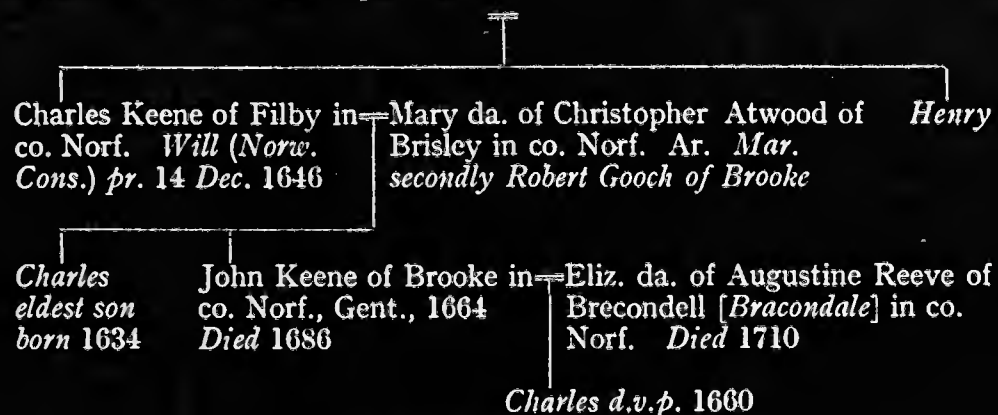 Charles Keene of Filby in
co. Norf. Will (Norw.
Cons.) pr. 14 Dec. 1646
Mary da. of Christopher Atwood of
Brisley in co. Norf. Ar. Mar.
secondly Robert Gooch of Brooke
Henry
Charles
eldest son
born 1634
John Keene of Brooke in
co. Norf., Gent., 1664
Died 1686
Eliz. da. of Augustine Reeve of
Brecondell [Bracondale] in co.
Norf. Died 1710
Charles d.v.p. 1660